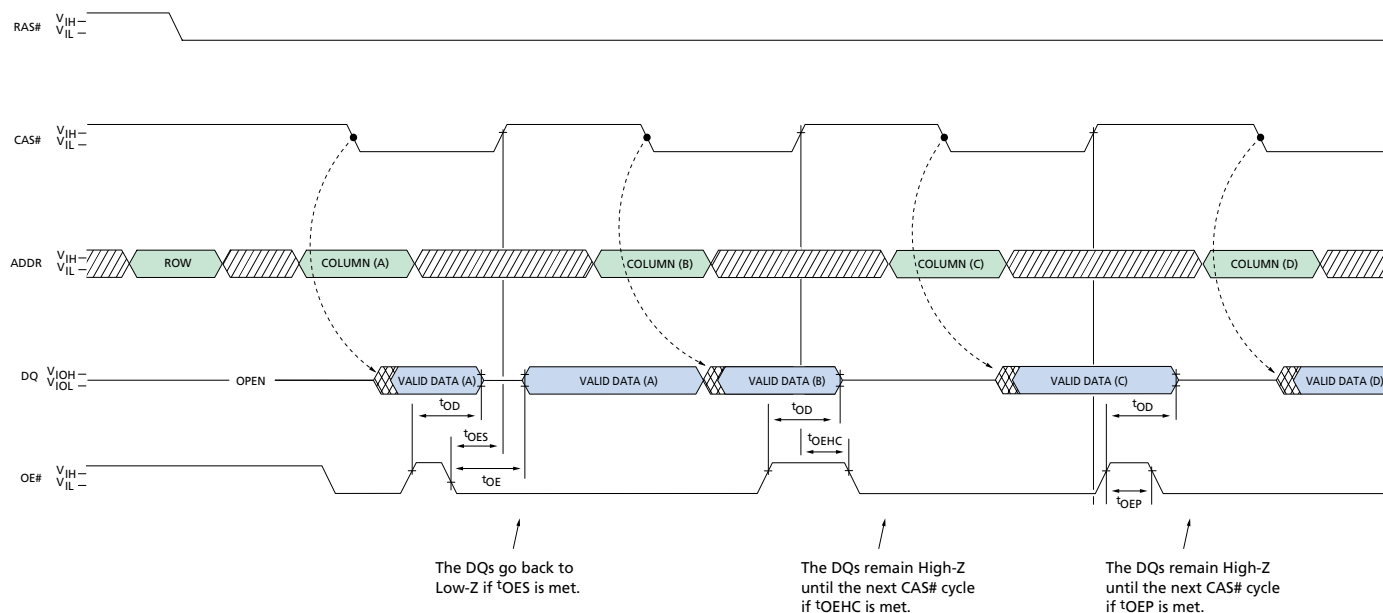 RAS# VIH VIL
CAS# VIH VIL
ADDR VIH VIL ROW COLUMN (A) COLUMN (B) COLUMN (C) COLUMN (D)
DQ VIOH VIOL OPEN VALID DATA (A) VALID DATA (A) VALID DATA (B) VALID DATA (C) VALID DATA (D)
tOD tOD tOD
tOES tOEHC
OE# VIH VIL tOE tOEP
The DQs go back to
Low-Z if tOES is met.
The DQs remain High-Z
until the next CAS# cycle
if tOEHC is met.
The DQs remain High-Z
until the next CAS# cycle
if tOEP is met.